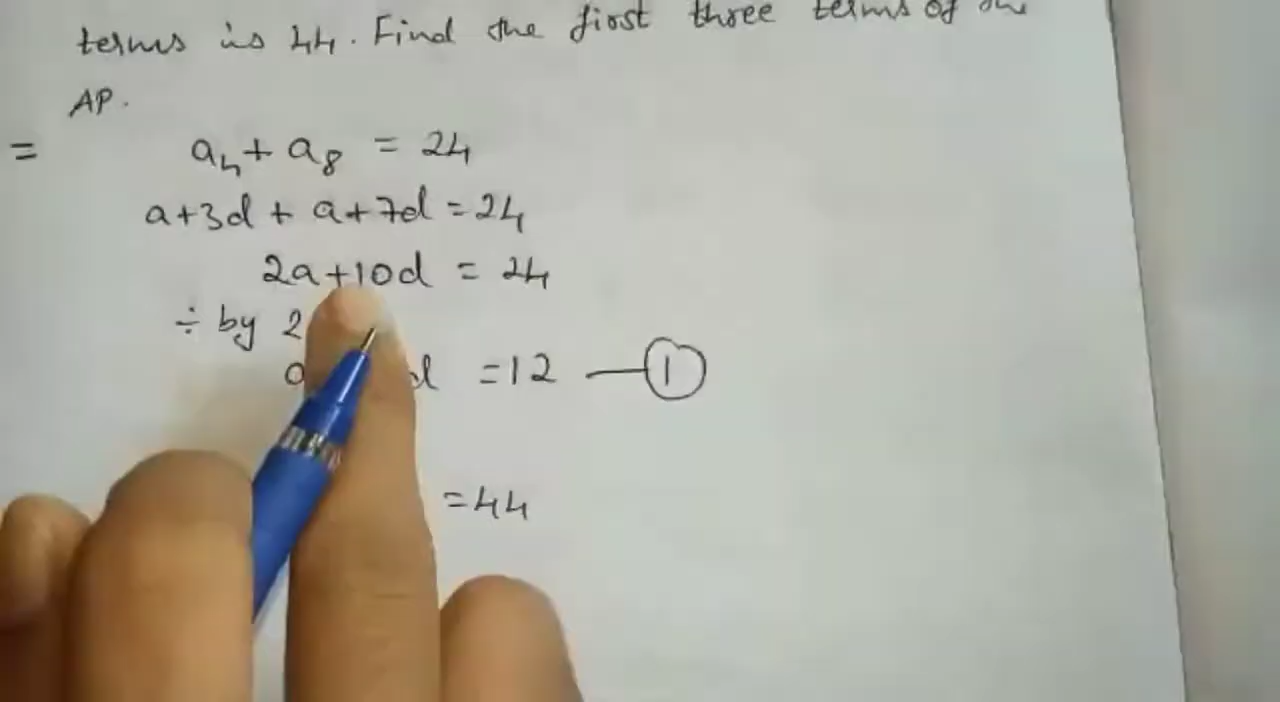 terms is 44. Find the first three terms of the
AP.
= a₄ + a₈ = 24
a+3d + a+7d = 24
2a+10d = 24
÷ by 2
d = 12 — ①
= 44